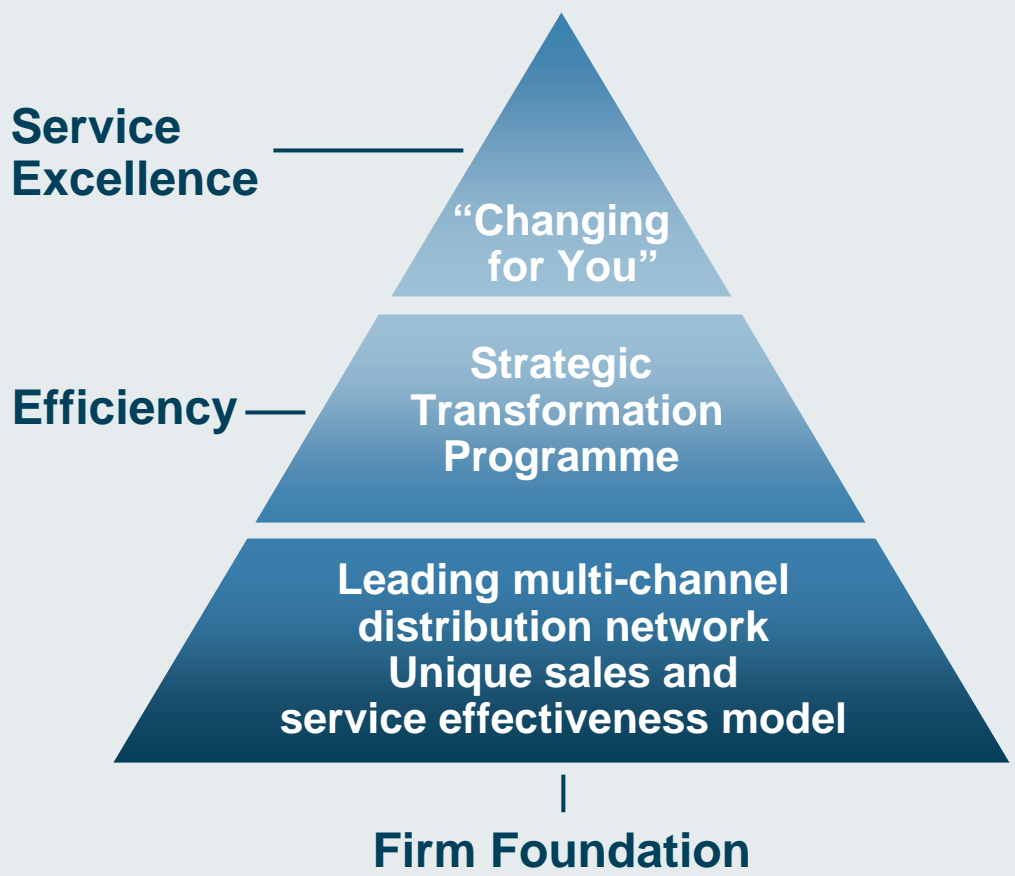 Service
Excellence
“Changing
for You”
Efficiency
Strategic
Transformation
Programme
Leading multi-channel
distribution network
Unique sales and
service effectiveness model
Firm Foundation